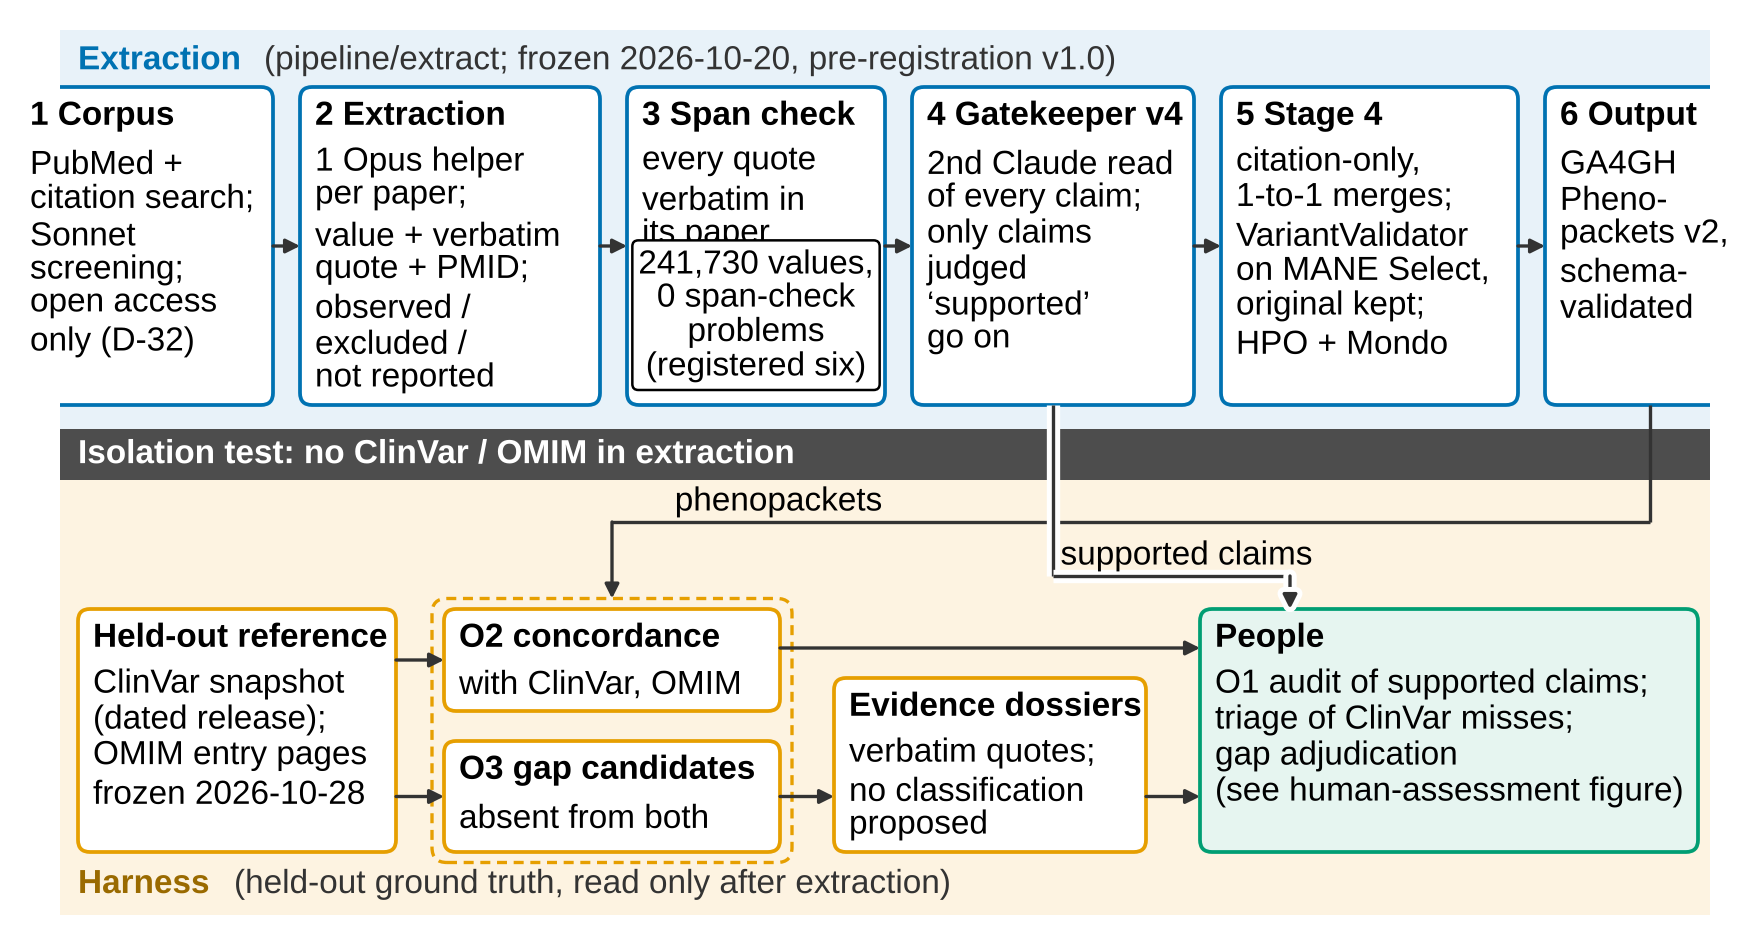 Extraction (pipeline/extract; frozen 2026-10-20, pre-registration v1.0)
1 Corpus
PubMed +
citation search;
Sonnet
screening;
open access
only (D-32)
2 Extraction
1 Opus helper
per paper;
value + verbatim
quote + PMID;
observed /
excluded /
not reported
3 Span check
every quote
verbatim in
its paper
241,730 values,
0 span-check
problems
(registered six)
4 Gatekeeper v4
2nd Claude read
of every claim;
only claims
judged
‘supported’
go on
5 Stage 4
citation-only,
1-to-1 merges;
VariantValidator
on MANE Select,
original kept;
HPO + Mondo
6 Output
GA4GH
Pheno-
packets v2,
schema-
validated
Isolation test: no ClinVar / OMIM in extraction
phenopackets
supported claims
Held-out reference
ClinVar snapshot
(dated release);
OMIM entry pages
frozen 2026-10-28
O2 concordance
with ClinVar, OMIM
O3 gap candidates
absent from both
Evidence dossiers
verbatim quotes;
no classification
proposed
People
O1 audit of supported claims;
triage of ClinVar misses;
gap adjudication
(see human-assessment figure)
Harness (held-out ground truth, read only after extraction)